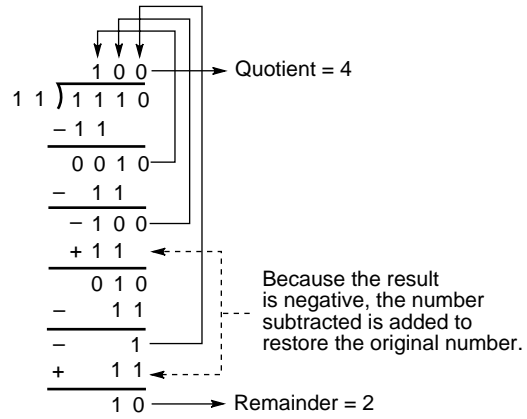 1 0 0 Quotient = 4
1 1 ) 1 1 1 0
– 1 1
0 0 1 0
– 1 1
– 1 0 0
+ 1 1
0 1 0
– 1 1
– 1
+ 1 1
1 0 Remainder = 2
Because the result
is negative, the number
subtracted is added to
restore the original number.